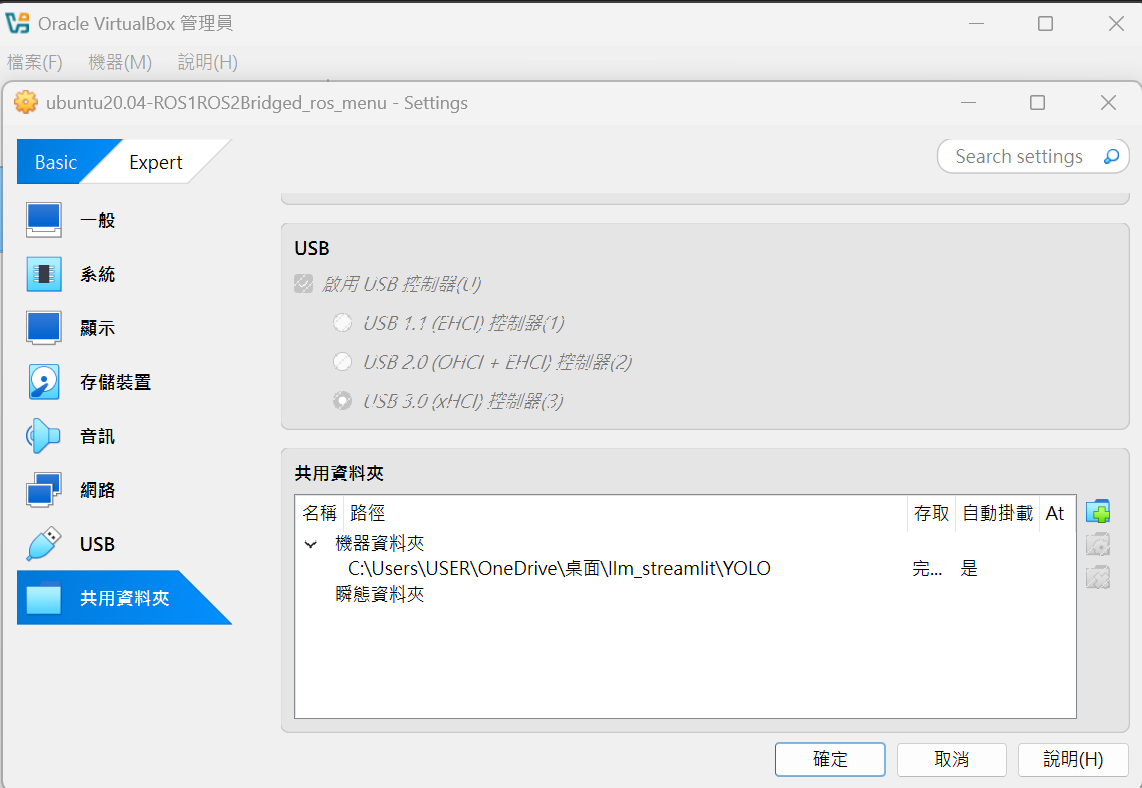 Oracle VirtualBox 管理員
檔案(F) 機器(M) 說明(H)
ubuntu20.04-ROS1ROS2Bridged_ros_menu - Settings
Basic Expert
Search settings
一般
系統
顯示
存儲裝置
音訊
網路
USB
共用資料夾
USB
啟用 USB 控制器(U)
USB 1.1 (EHCI) 控制器(1)
USB 2.0 (OHCI + EHCI) 控制器(2)
USB 3.0 (xHCI) 控制器(3)
共用資料夾
名稱 路徑 存取 自動掛載 At
機器資料夾
C:\Users\USER\OneDrive\桌面\llm_streamlit\YOLO 完... 是
瞬態資料夾
確定 取消 說明(H)